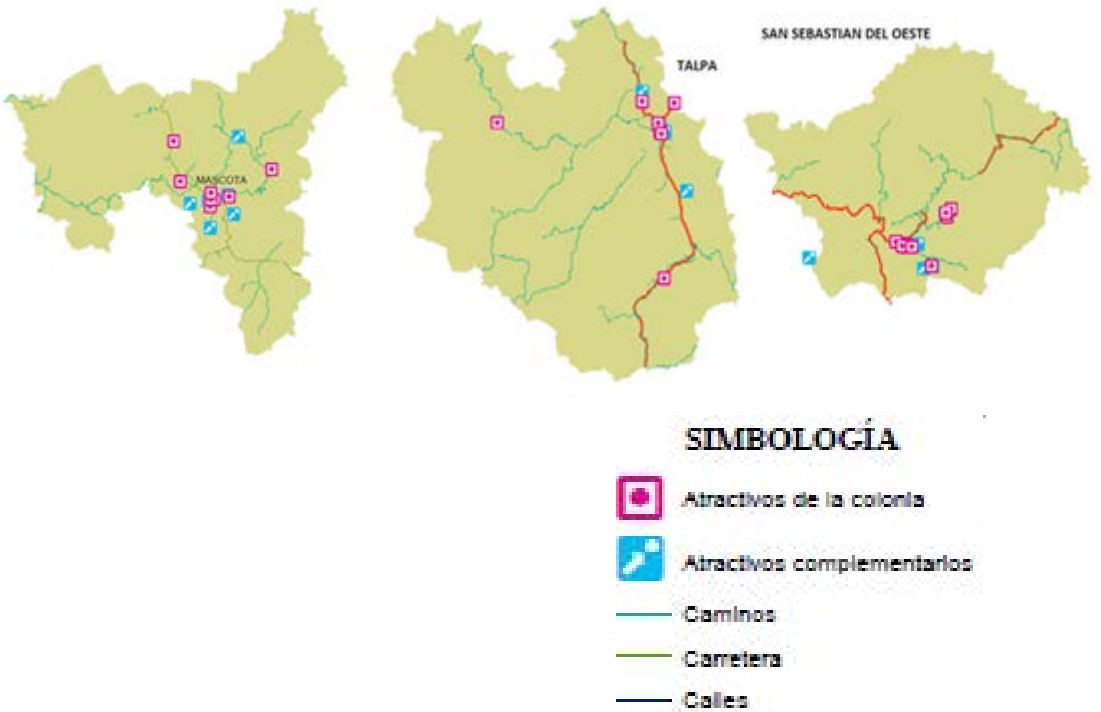 SAN SEBASTIAN DEL OESTE
TALPA
MASCOTA
SIMBOLOGÍA
Atractivos de la colonia
Atractivos complementarios
Caminos
Carretera
Calles